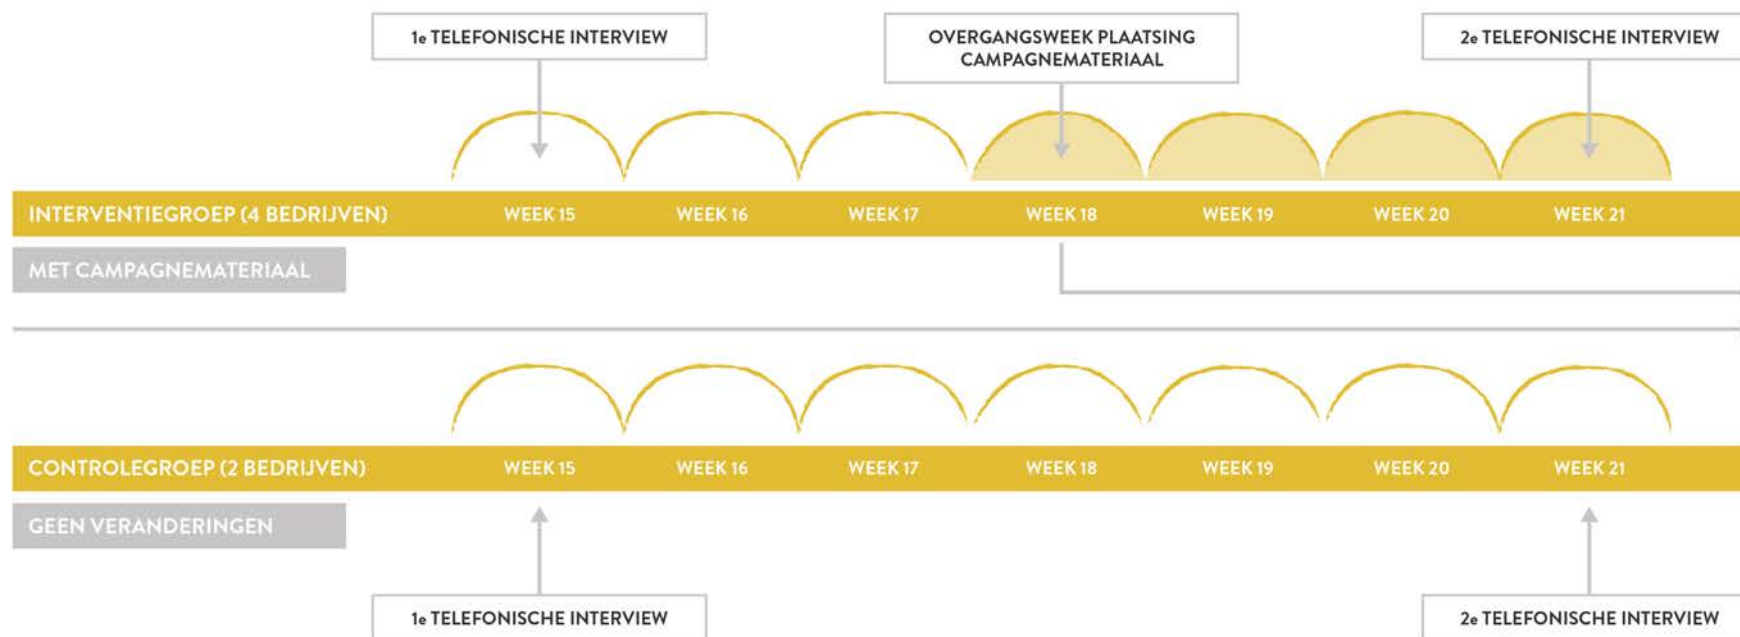 1e TELEFONISCHE INTERVIEW
OVERGANGSWEEK PLAATSING
CAMPAGNEMATERIAAL
2e TELEFONISCHE INTERVIEW
INTERVENTIEGROEP (4 BEDRIJVEN) WEEK 15 WEEK 16 WEEK 17 WEEK 18 WEEK 19 WEEK 20 WEEK 21
MET CAMPAGNEMATERIAAL
CONTROLEGROEP (2 BEDRIJVEN) WEEK 15 WEEK 16 WEEK 17 WEEK 18 WEEK 19 WEEK 20 WEEK 21
GEEN VERANDERINGEN
1e TELEFONISCHE INTERVIEW
2e TELEFONISCHE INTERVIEW